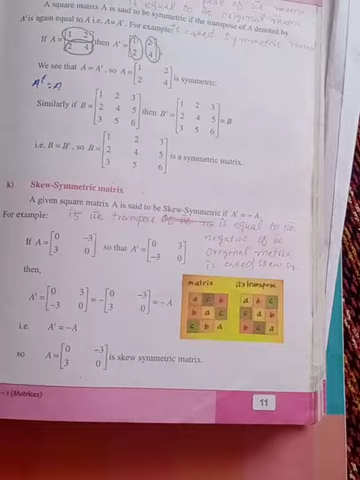 A square matrix A is said to be symmetric if the transpose of A denoted by
A' is again equal to A i.e. A = A'. For example:
is called symmetric
If A = [1 2; 2 4] then A' = [1 2; 2 4]
We see that A = A', so A = [1 2; 2 4] is symmetric.
A' = A
Similarly if B = [1 2 3; 2 4 5; 3 5 6] then B' = [1 2 3; 2 4 5; 3 5 6] = B
i.e. B = B', so B = [1 2 3; 2 4 5; 3 5 6] is a symmetric matrix.
k) Skew-Symmetric matrix
A given square matrix A is said to be Skew-Symmetric if A' = –A.
For example: if the transpose is equal to
negative of
If A = [0 –3; 3 0] so that A' = [0 3; –3 0]
original matrix
is called skew
then,
A' = [0 3; –3 0] = –[0 –3; 3 0] = –A
matrix its transpose
a c b a b c
b a c c a b
c b a b c a
i.e. A' = –A
so A = [0 –3; 3 0] is skew symmetric matrix.
– 1 (Matrices)
11